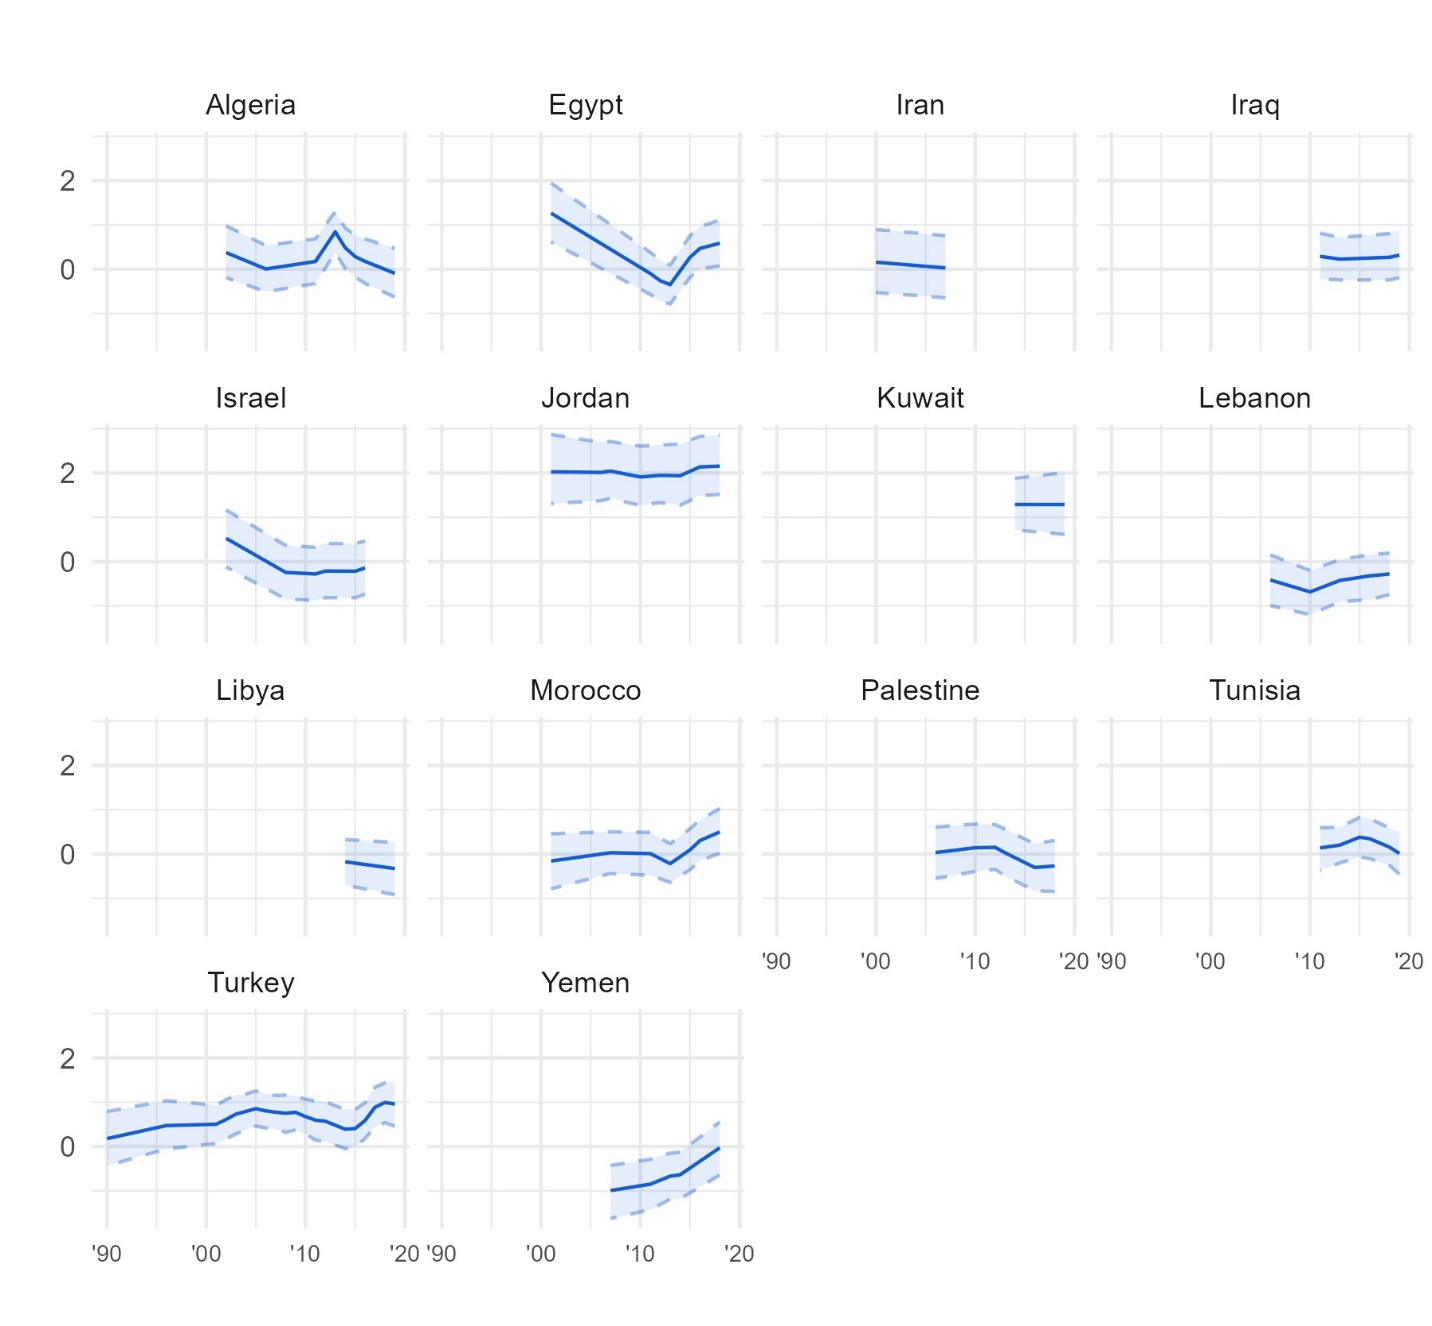 Algeria Egypt Iran Iraq
2
0
Israel Jordan Kuwait Lebanon
2
0
Libya Morocco Palestine Tunisia
2
0
'90 '00 '10 '20 '90 '00 '10 '20
Turkey Yemen
2
0
'90 '00 '10 '20 '90 '00 '10 '20